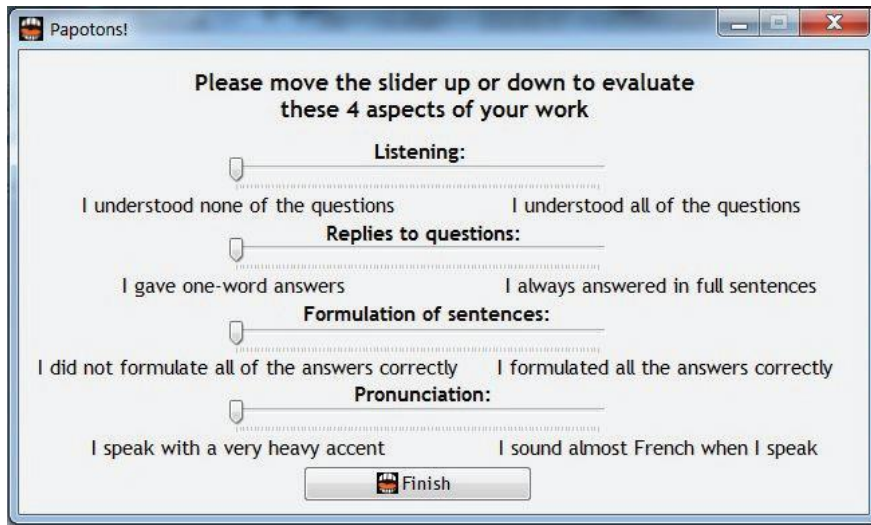 Papotons!
Please move the slider up or down to evaluate
these 4 aspects of your work
Listening:
I understood none of the questions I understood all of the questions
Replies to questions:
I gave one-word answers I always answered in full sentences
Formulation of sentences:
I did not formulate all of the answers correctly I formulated all the answers correctly
Pronunciation:
I speak with a very heavy accent I sound almost French when I speak
Finish